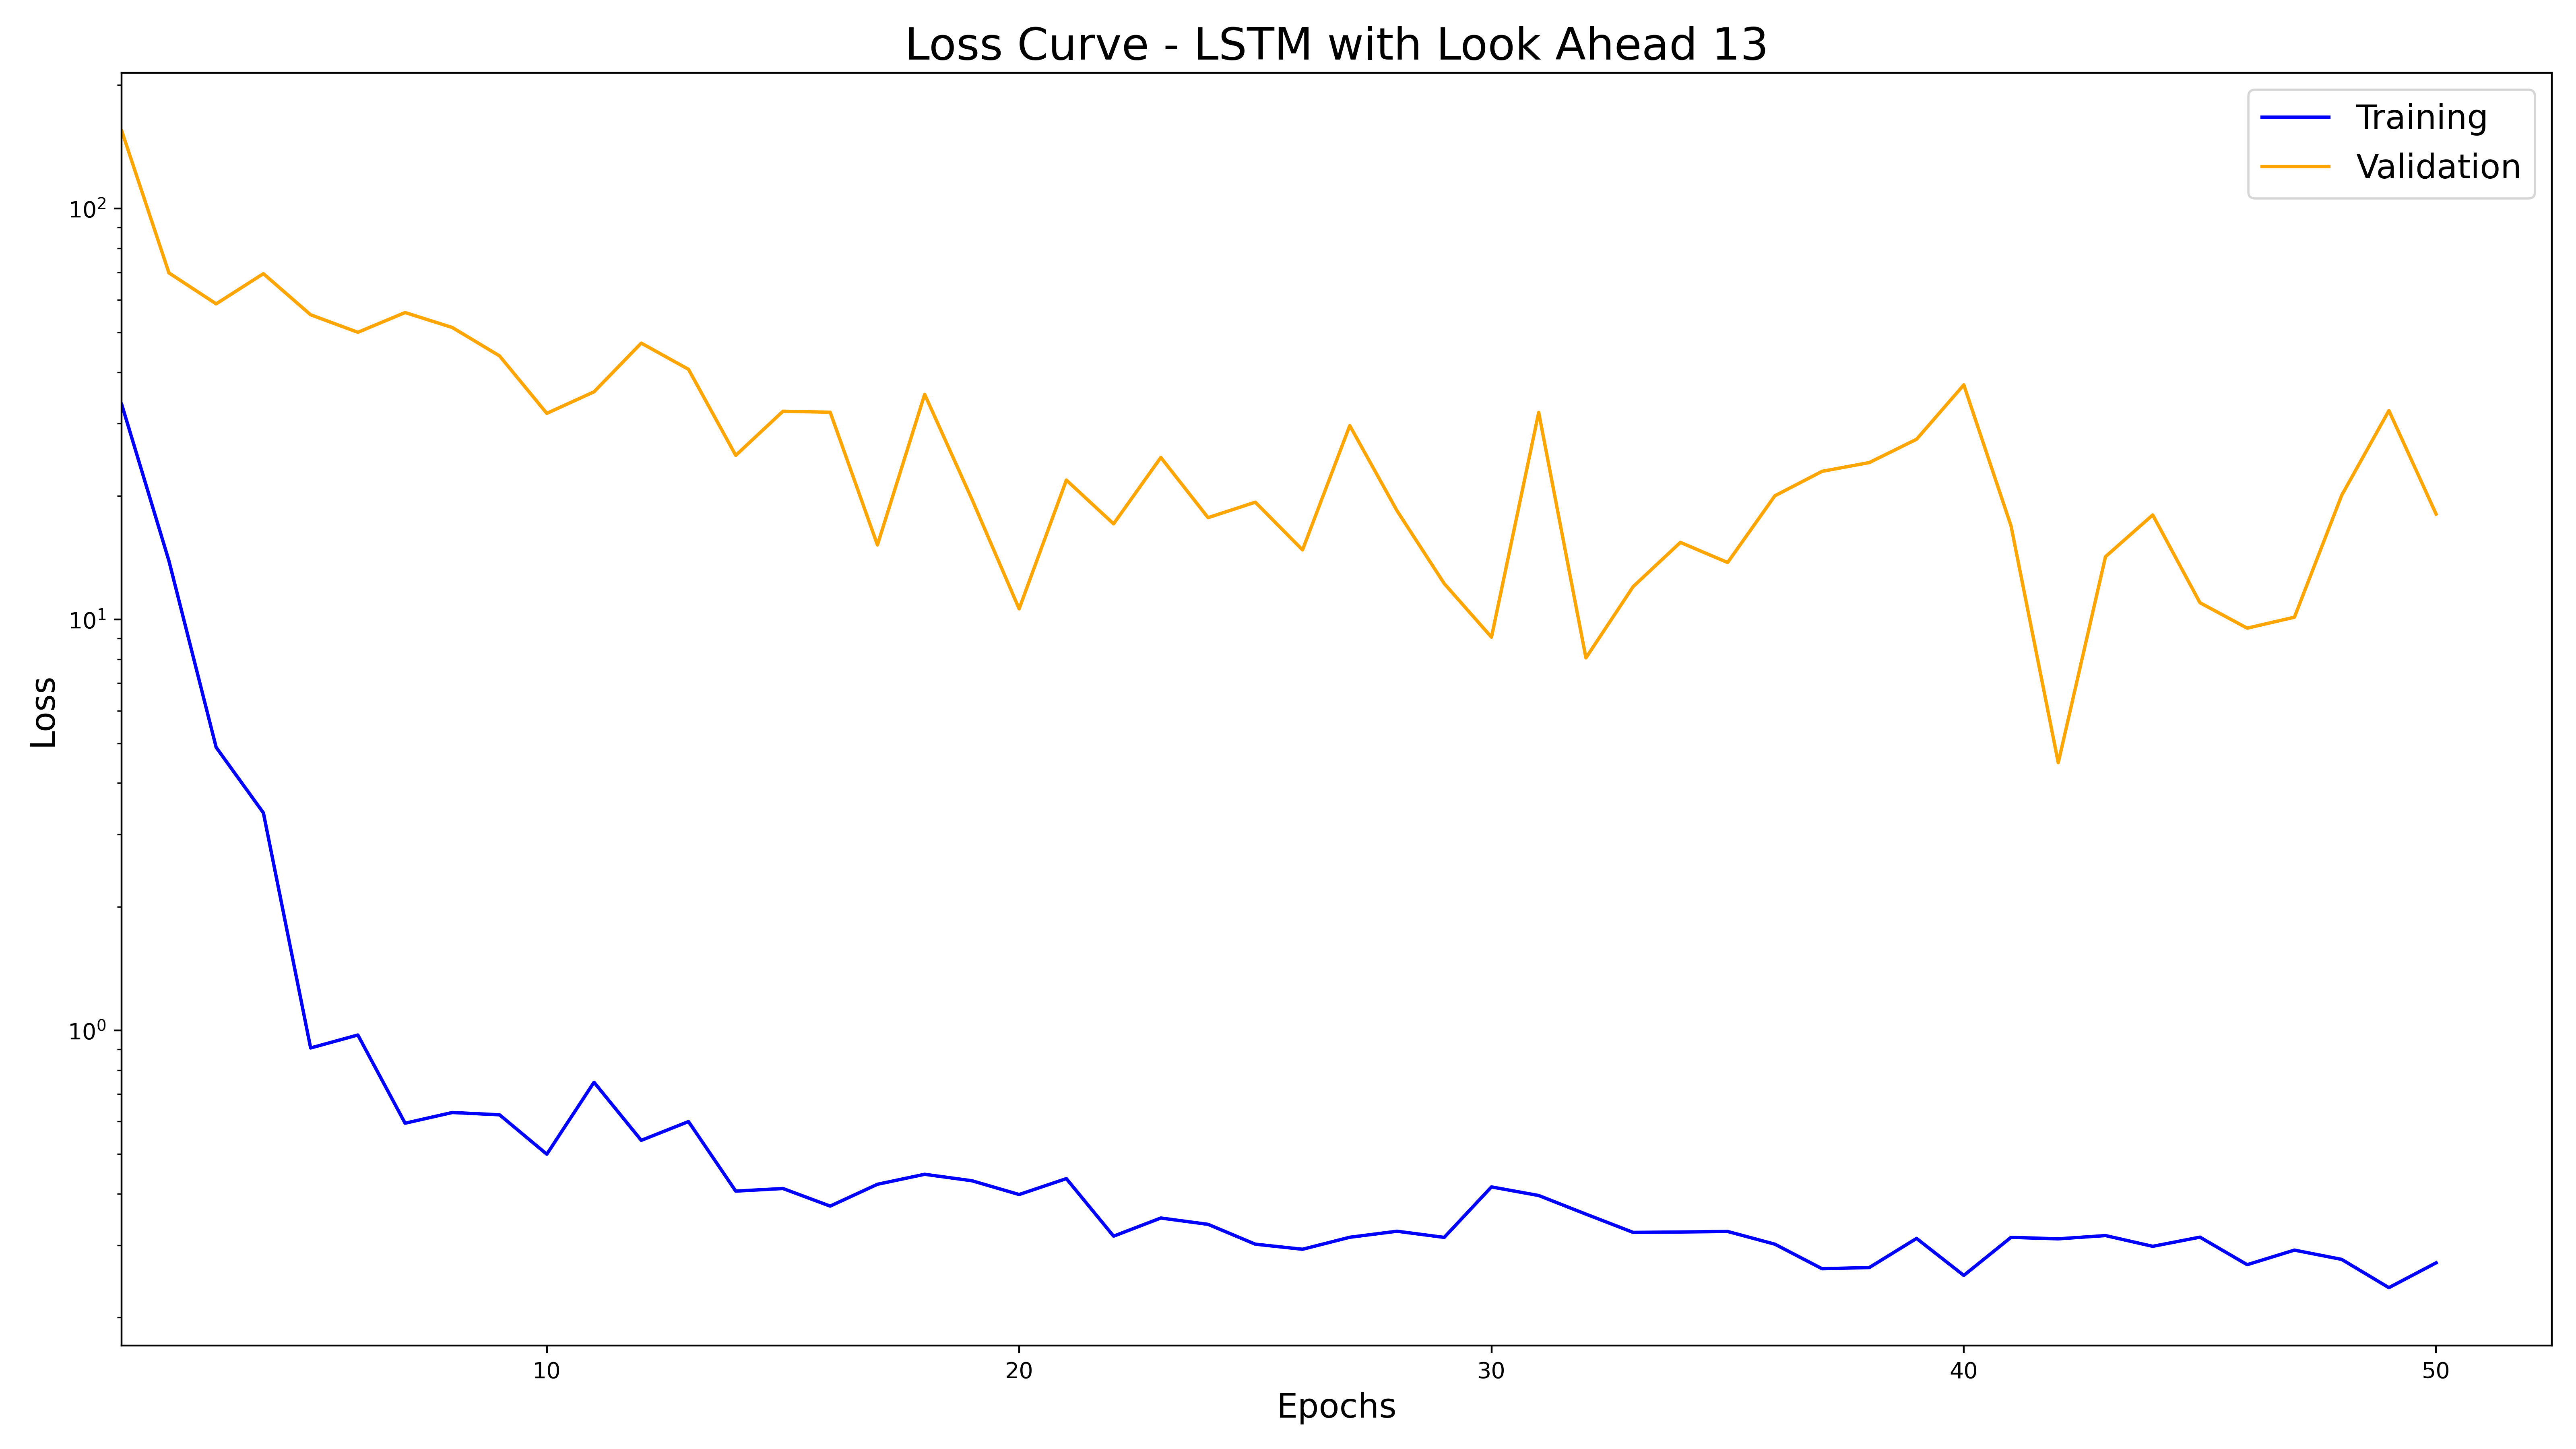 Loss Curve - LSTM with Look Ahead 13
Training
Validation
10²
10¹
10⁰
Loss
10 20 30 40 50
Epochs